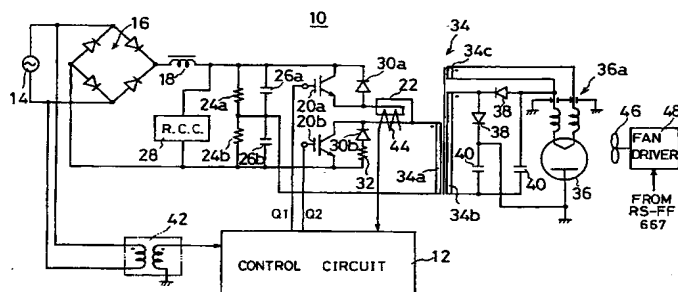 10
34
34c
16
14
18
26a
30a
22
36a
24a
20a
38
38
46
48
FAN
DRIVER
R.C.C.
28
20b
30b
44
24b
26b
32
34a
40
34b
40
36
FROM
RS-FF
667
42
Q1
Q2
CONTROL CIRCUIT
12